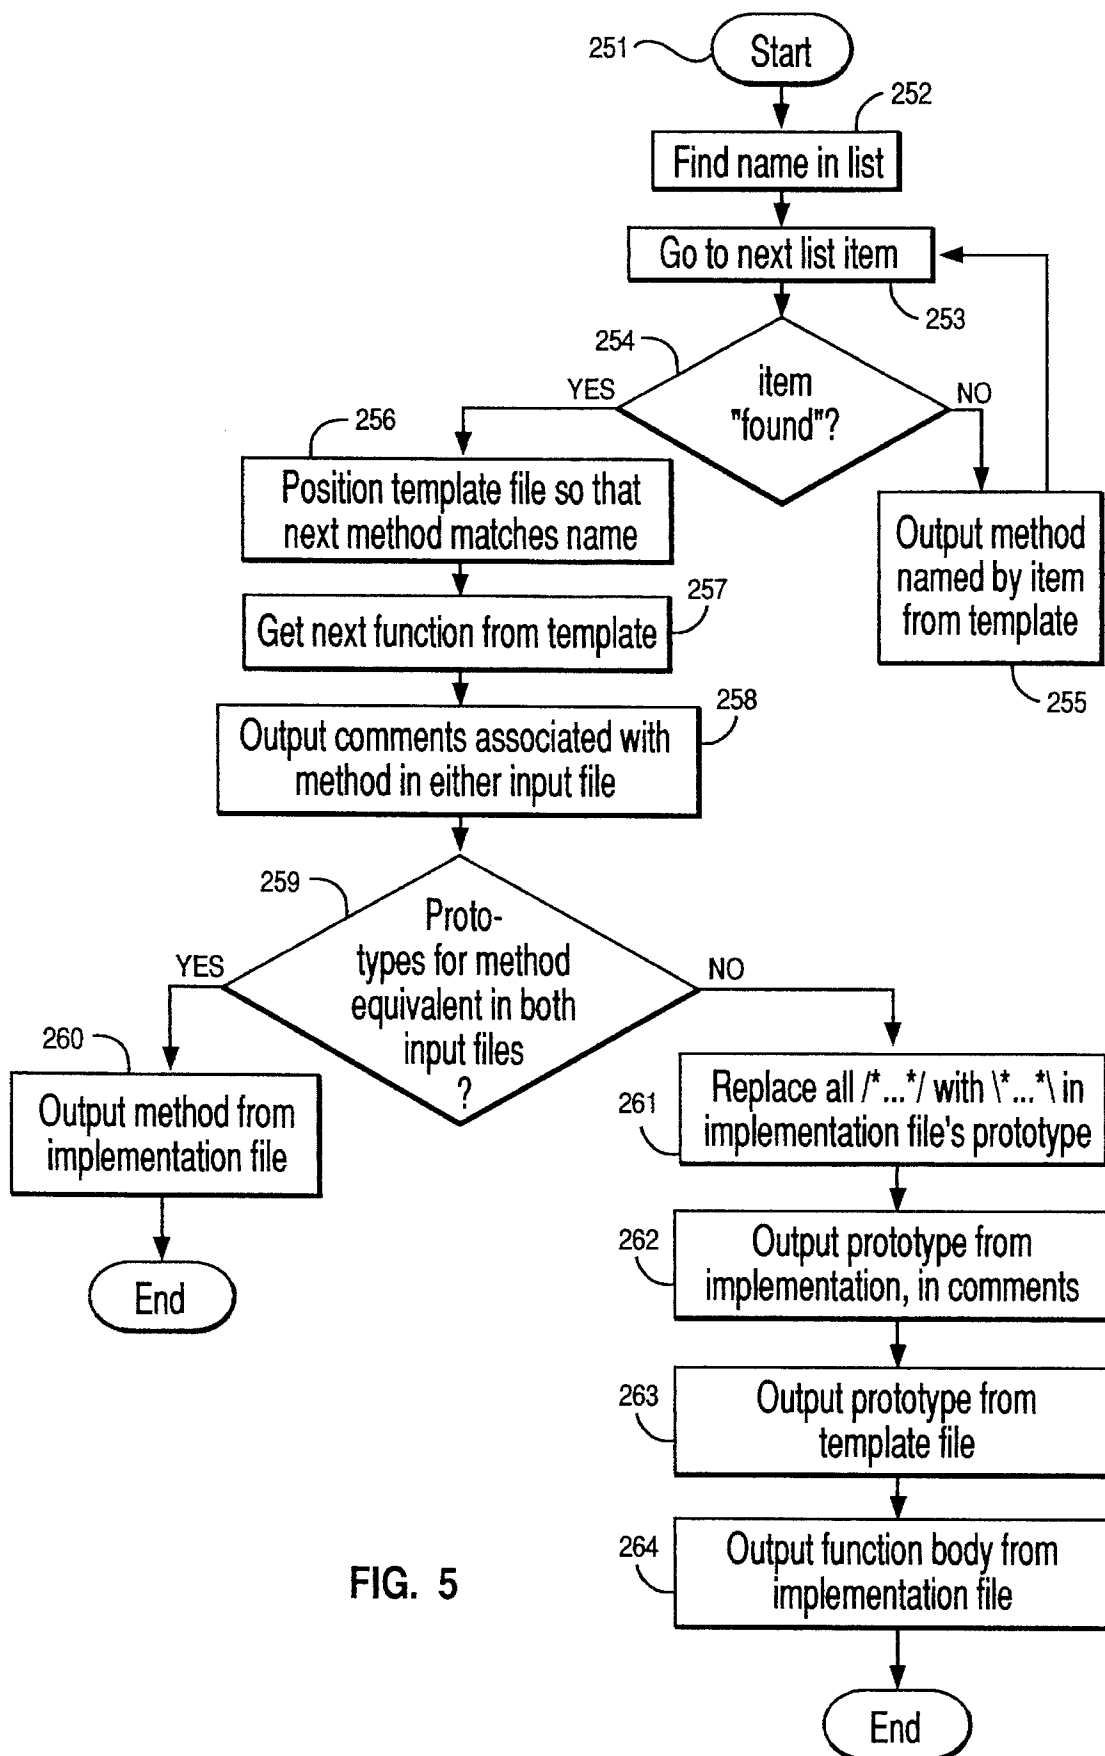 251
Start
252
Find name in list
Go to next list item
253
254
item
"found"?
YES
NO
256
Position template file so that
next method matches name
Output method
named by item
from template
255
257
Get next function from template
258
Output comments associated with
method in either input file
259
Proto-
types for method
equivalent in both
input files
?
YES
NO
260
Output method from
implementation file
End
261
Replace all /*...*/ with \*...*\ in
implementation file's prototype
262
Output prototype from
implementation, in comments
263
Output prototype from
template file
264
Output function body from
implementation file
End
FIG. 5